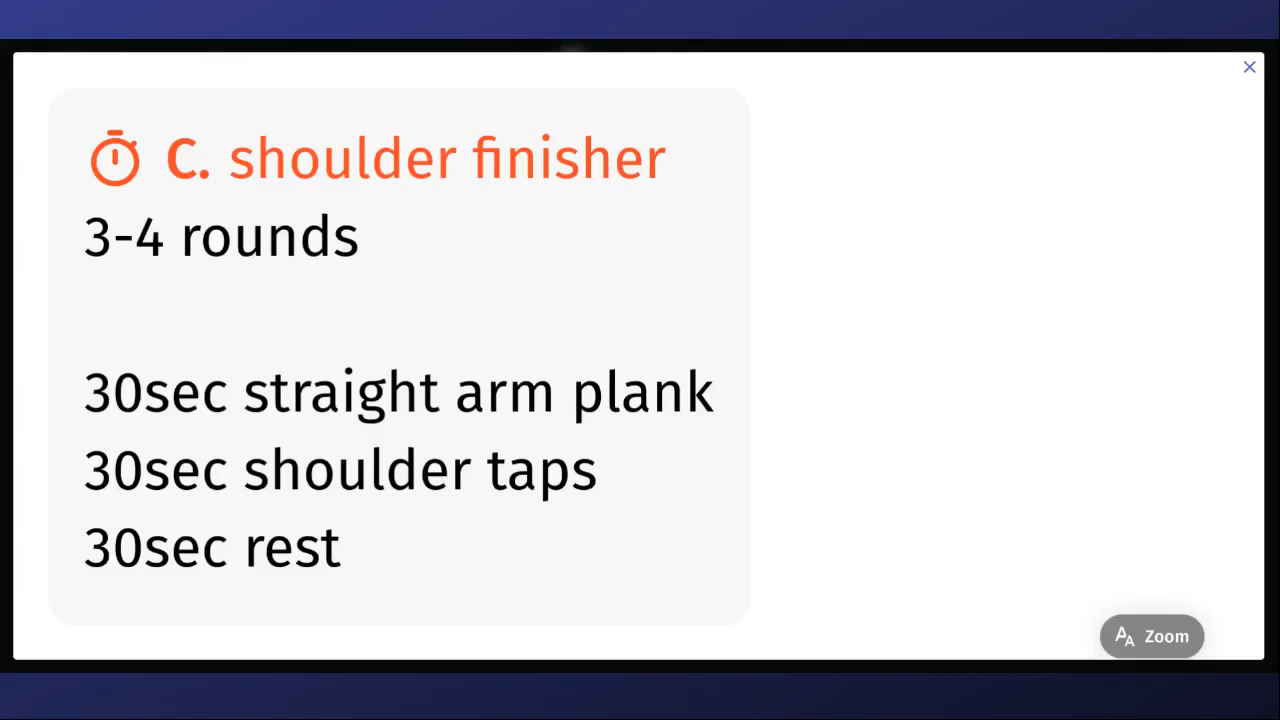 C. shoulder finisher
3-4 rounds
30sec straight arm plank
30sec shoulder taps
30sec rest
Zoom